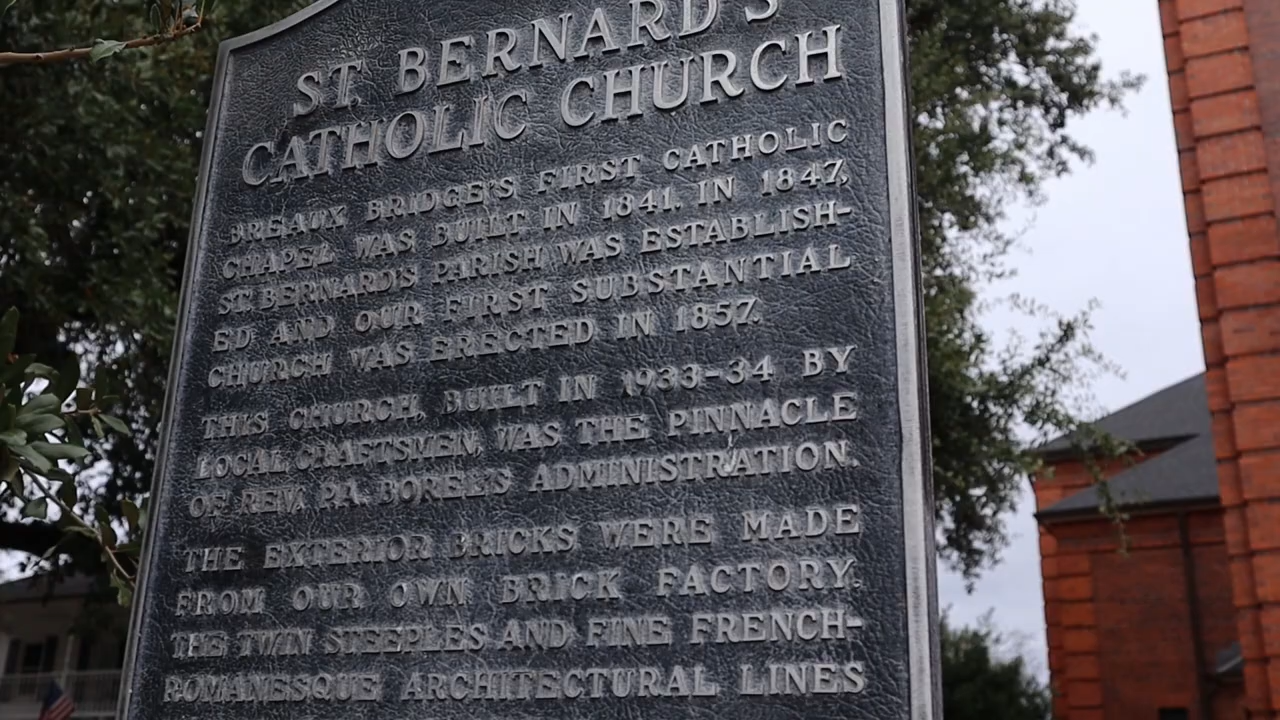 ST. BERNARD'S
CATHOLIC CHURCH
BREAUX BRIDGE'S FIRST CATHOLIC
CHAPEL WAS BUILT IN 1841. IN 1847,
ST. BERNARD'S PARISH WAS ESTABLISH-
ED AND OUR FIRST SUBSTANTIAL
CHURCH WAS ERECTED IN 1857.
THIS CHURCH, BUILT IN 1933-34 BY
LOCAL CRAFTSMEN, WAS THE PINNACLE
OF REV. P.A. BOREL'S ADMINISTRATION.
THE EXTERIOR BRICKS WERE MADE
FROM OUR OWN BRICK FACTORY.
THE TWIN STEEPLES AND FINE FRENCH-
ROMANESQUE ARCHITECTURAL LINES